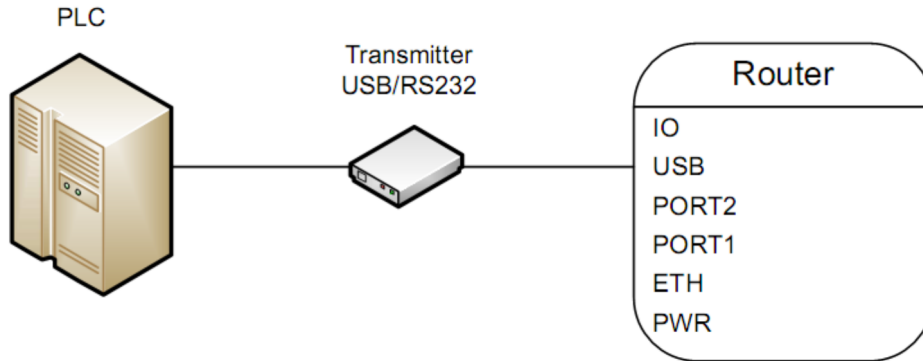 PLC
Transmitter
USB/RS232
Router
IO
USB
PORT2
PORT1
ETH
PWR